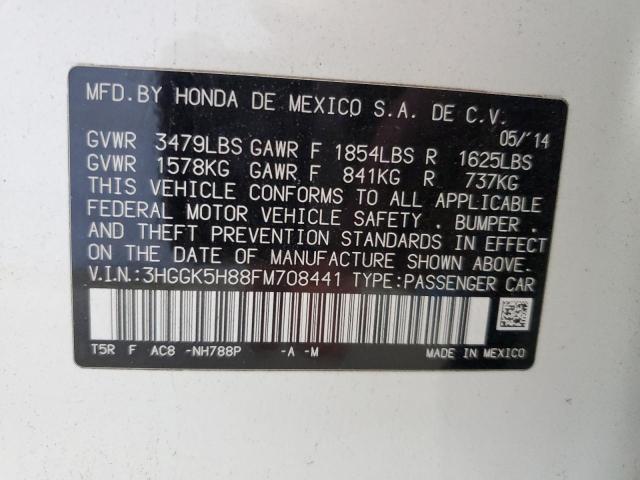 MFD.BY HONDA DE MEXICO S.A. DE C.V.
05/'14
GVWR 3479LBS GAWR F 1854LBS R 1625LBS
GVWR 1578KG GAWR F 841KG R 737KG
THIS VEHICLE CONFORMS TO ALL APPLICABLE
FEDERAL MOTOR VEHICLE SAFETY , BUMPER ,
AND THEFT PREVENTION STANDARDS IN EFFECT
ON THE DATE OF MANUFACTURE SHOWN ABOVE.
V.I.N.:3HGGK5H88FM708441 TYPE:PASSENGER CAR
T5R F AC8 -NH788P -A -M MADE IN MEXICO